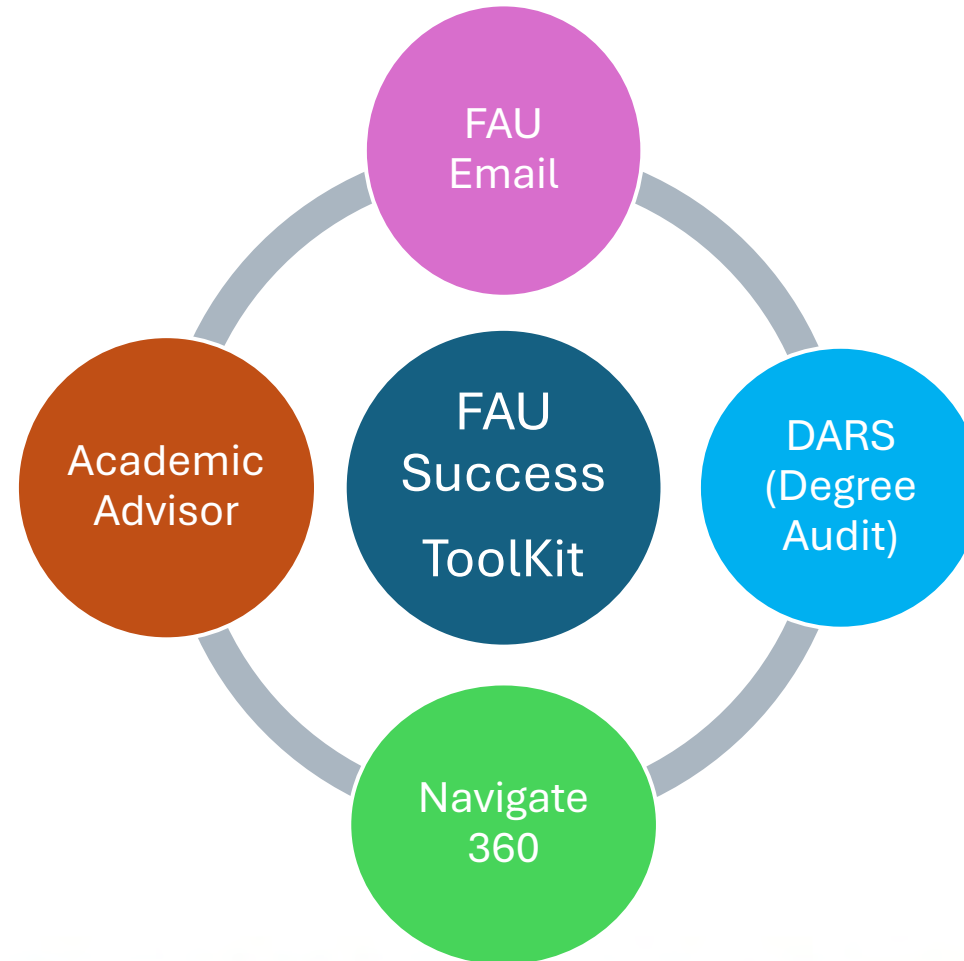 FAU
Email
Academic
Advisor
FAU
Success
ToolKit
DARS
(Degree
Audit)
Navigate
360